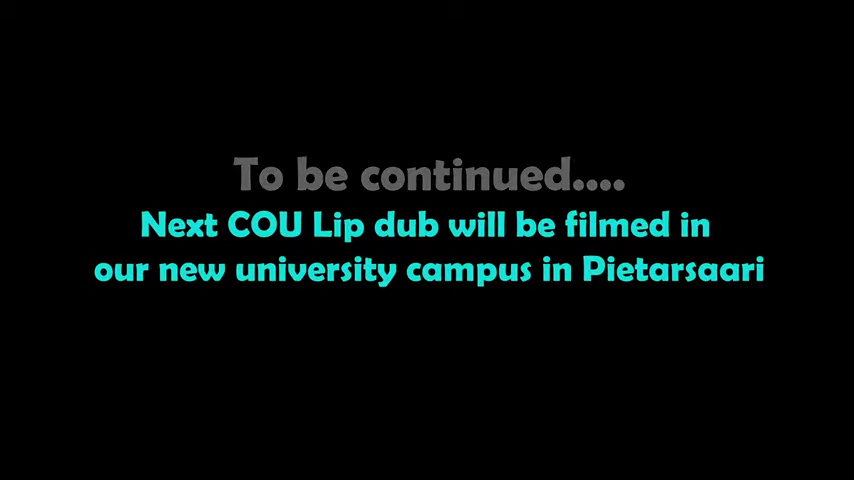 To be continued....
Next COU Lip dub will be filmed in
our new university campus in Pietarsaari